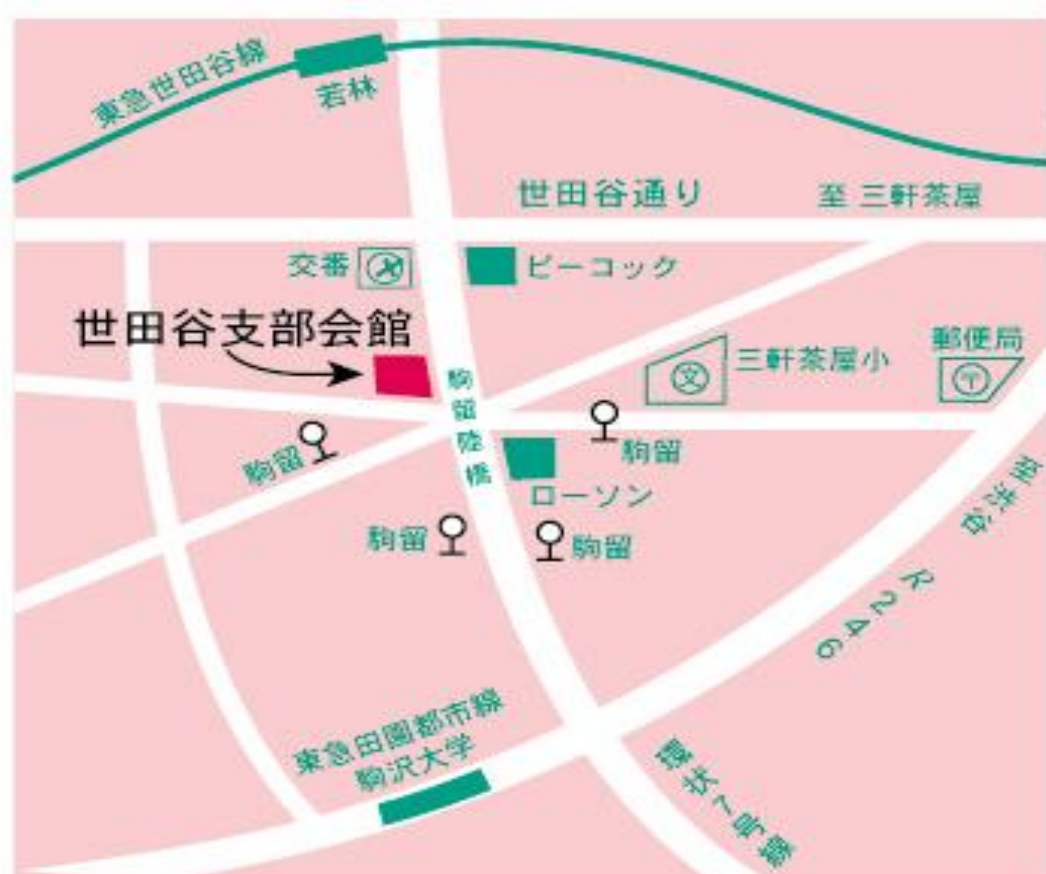 東急世田谷線
若林
世田谷通り
至 三軒茶屋
交番
ピーコック
世田谷支部会館
駒留陸橋
三軒茶屋小
文
郵便局
〒
駒留
駒留
ローソン
駒留
駒留
至渋谷
R246
東急田園都市線
駒沢大学
環状7号線